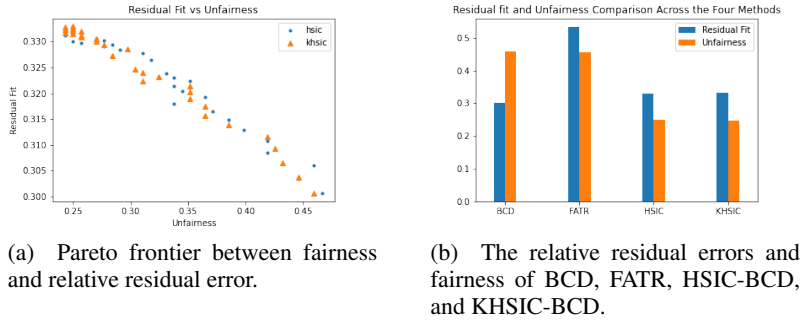 Residual Fit vs Unfairness
hsic
khsic
0.330
0.325
0.320
0.315
0.310
0.305
0.300
Residual Fit
0.25
0.30
0.35
0.40
0.45
Unfairness
(a) Pareto frontier between fairness
and relative residual error.
Residual fit and Unfairness Comparison Across the Four Methods
Residual Fit
Unfairness
0.5
0.4
0.3
0.2
0.1
0.0
BCD
FATR
HSIC
KHSIC
(b) The relative residual errors and
fairness of BCD, FATR, HSIC-BCD,
and KHSIC-BCD.